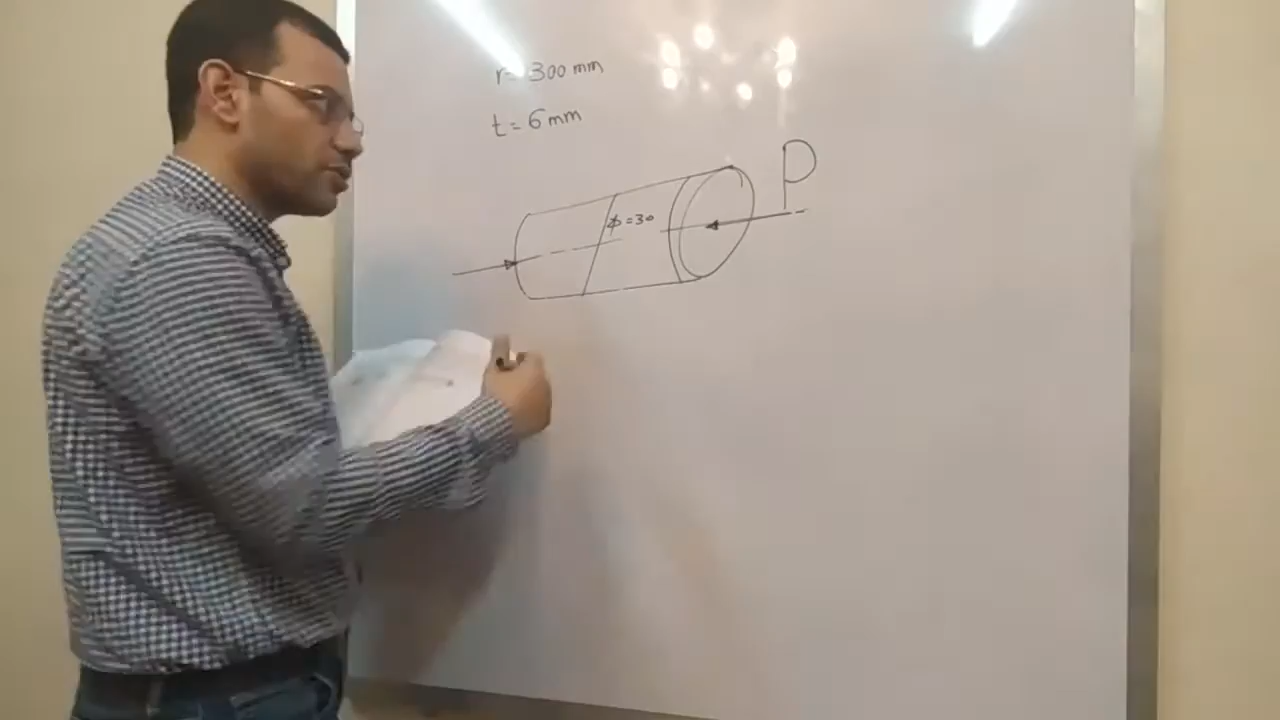 r = 300 mm
t = 6 mm
P
ϕ = 30